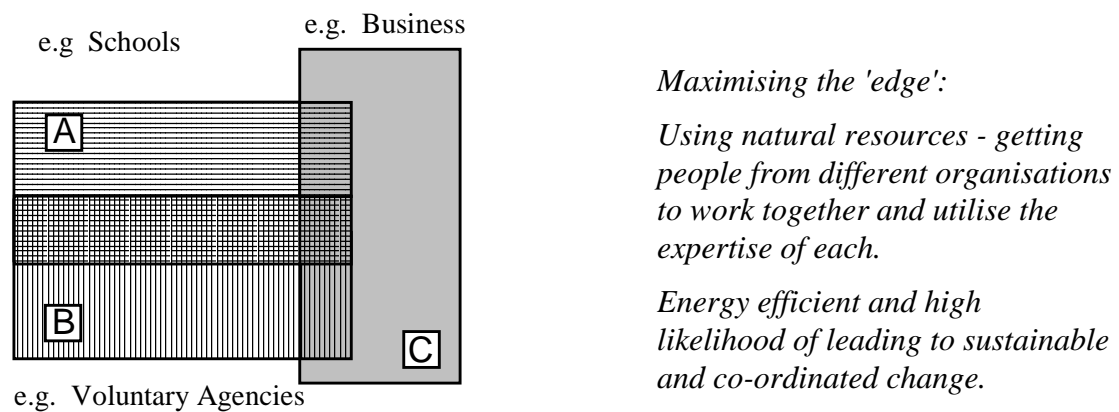 e.g Schools
e.g. Business
A
B
C
e.g. Voluntary Agencies
Maximising the 'edge':
Using natural resources - getting
people from different organisations
to work together and utilise the
expertise of each.
Energy efficient and high
likelihood of leading to sustainable
and co-ordinated change.